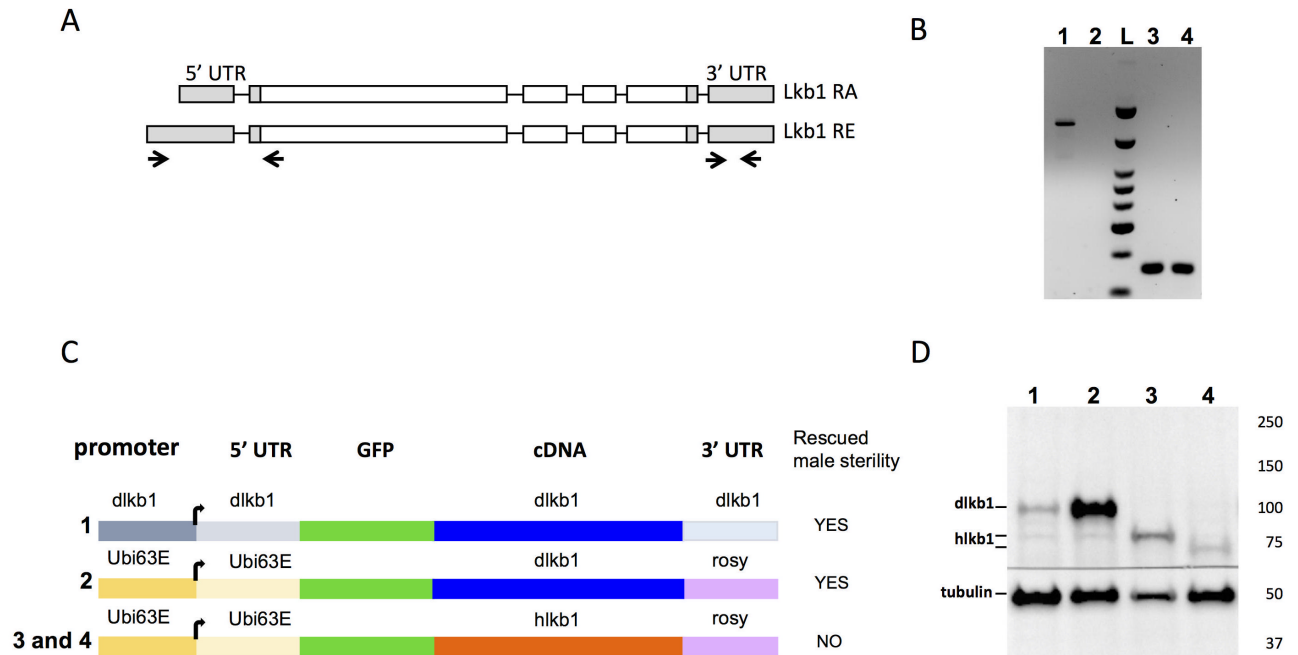 A
5’ UTR
3’ UTR
Lkb1 RA
Lkb1 RE
B
1 2 L 3 4
C
promoter 5’ UTR GFP cDNA 3’ UTR Rescued male sterility
dlkb1 dlkb1 dlkb1 dlkb1
1 YES
Ubi63E Ubi63E dlkb1 rosy
2 YES
Ubi63E Ubi63E hlkb1 rosy
3 and 4 NO
D
1 2 3 4
250
150
dlkb1 100
hlkb1 75
tubulin 50
37